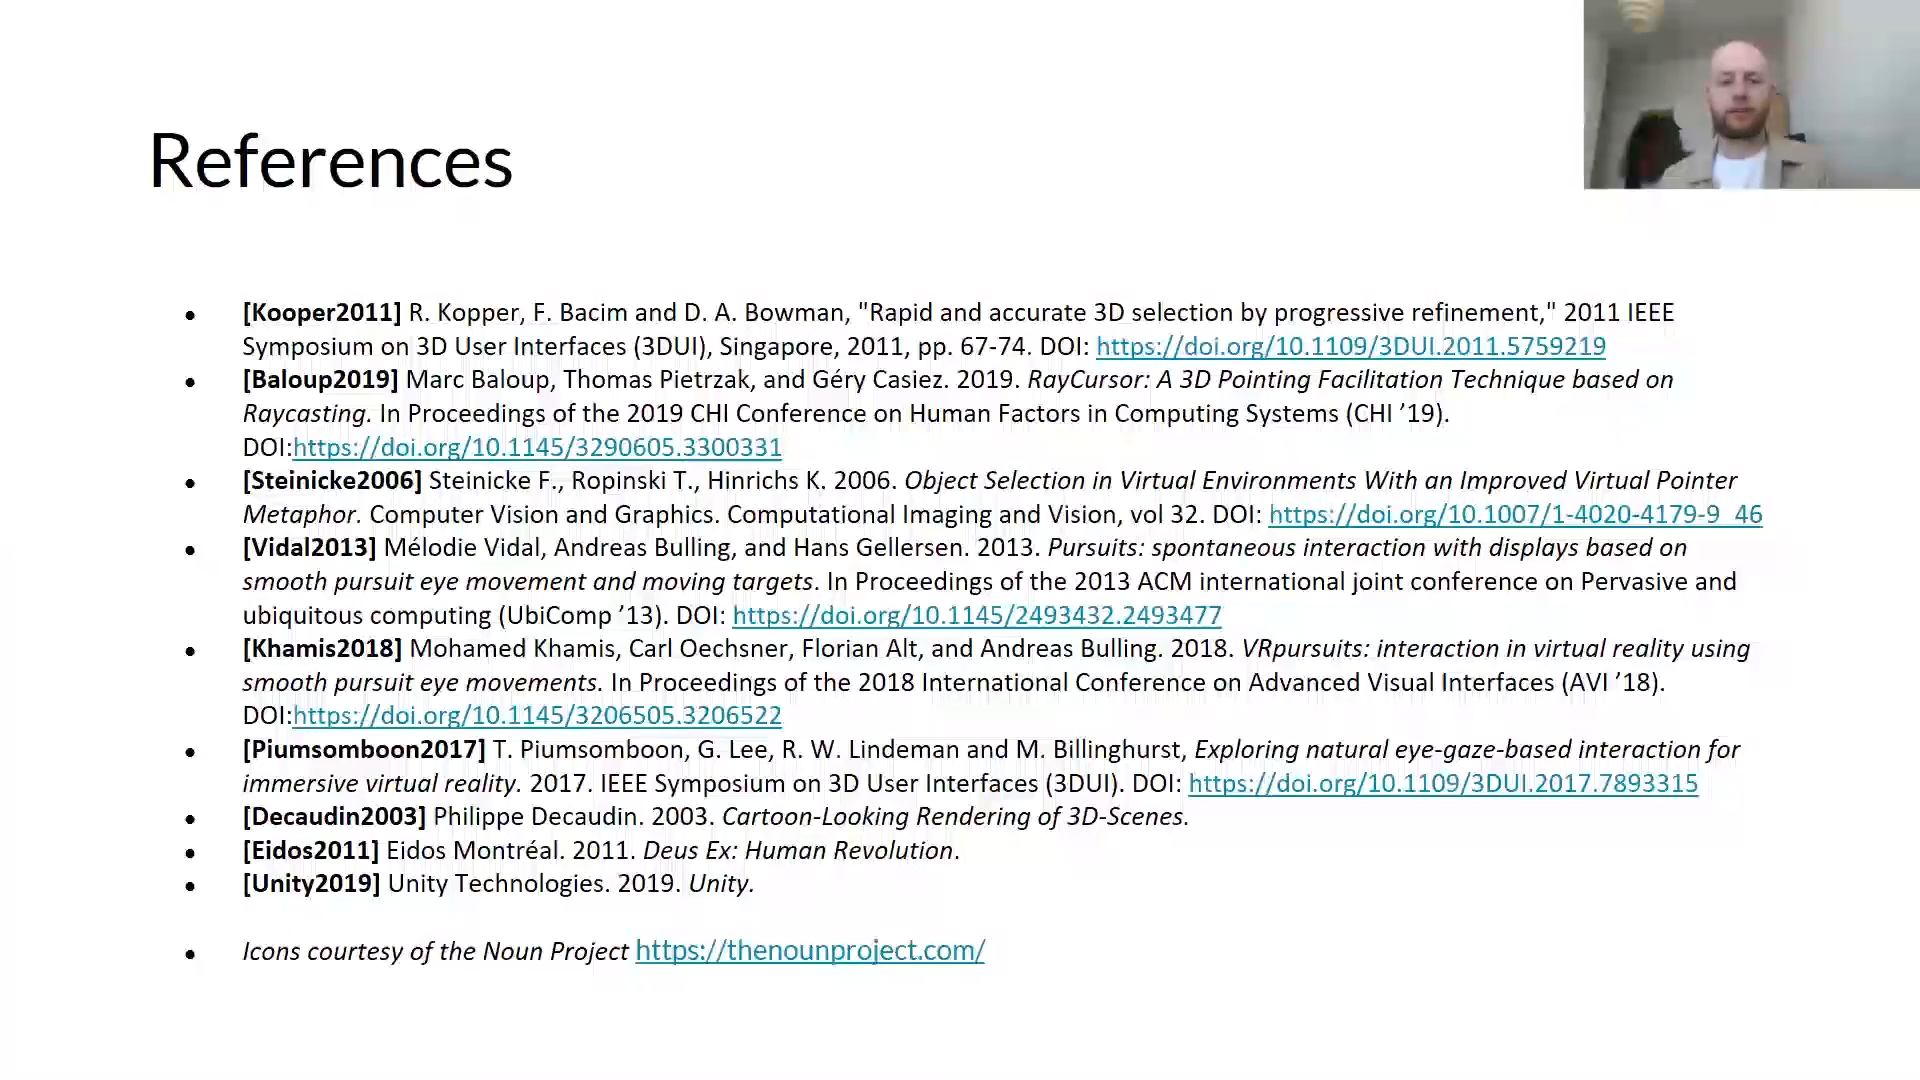 References
• [Kooper2011] R. Kopper, F. Bacim and D. A. Bowman, "Rapid and accurate 3D selection by progressive refinement," 2011 IEEE
Symposium on 3D User Interfaces (3DUI), Singapore, 2011, pp. 67-74. DOI: https://doi.org/10.1109/3DUI.2011.5759219
• [Baloup2019] Marc Baloup, Thomas Pietrzak, and Géry Casiez. 2019. RayCursor: A 3D Pointing Facilitation Technique based on
Raycasting. In Proceedings of the 2019 CHI Conference on Human Factors in Computing Systems (CHI ’19).
DOI:https://doi.org/10.1145/3290605.3300331
• [Steinicke2006] Steinicke F., Ropinski T., Hinrichs K. 2006. Object Selection in Virtual Environments With an Improved Virtual Pointer
Metaphor. Computer Vision and Graphics. Computational Imaging and Vision, vol 32. DOI: https://doi.org/10.1007/1-4020-4179-9_46
• [Vidal2013] Mélodie Vidal, Andreas Bulling, and Hans Gellersen. 2013. Pursuits: spontaneous interaction with displays based on
smooth pursuit eye movement and moving targets. In Proceedings of the 2013 ACM international joint conference on Pervasive and
ubiquitous computing (UbiComp ’13). DOI: https://doi.org/10.1145/2493432.2493477
• [Khamis2018] Mohamed Khamis, Carl Oechsner, Florian Alt, and Andreas Bulling. 2018. VRpursuits: interaction in virtual reality using
smooth pursuit eye movements. In Proceedings of the 2018 International Conference on Advanced Visual Interfaces (AVI ’18).
DOI:https://doi.org/10.1145/3206505.3206522
• [Piumsomboon2017] T. Piumsomboon, G. Lee, R. W. Lindeman and M. Billinghurst, Exploring natural eye-gaze-based interaction for
immersive virtual reality. 2017. IEEE Symposium on 3D User Interfaces (3DUI). DOI: https://doi.org/10.1109/3DUI.2017.7893315
• [Decaudin2003] Philippe Decaudin. 2003. Cartoon-Looking Rendering of 3D-Scenes.
• [Eidos2011] Eidos Montréal. 2011. Deus Ex: Human Revolution.
• [Unity2019] Unity Technologies. 2019. Unity.
• Icons courtesy of the Noun Project https://thenounproject.com/